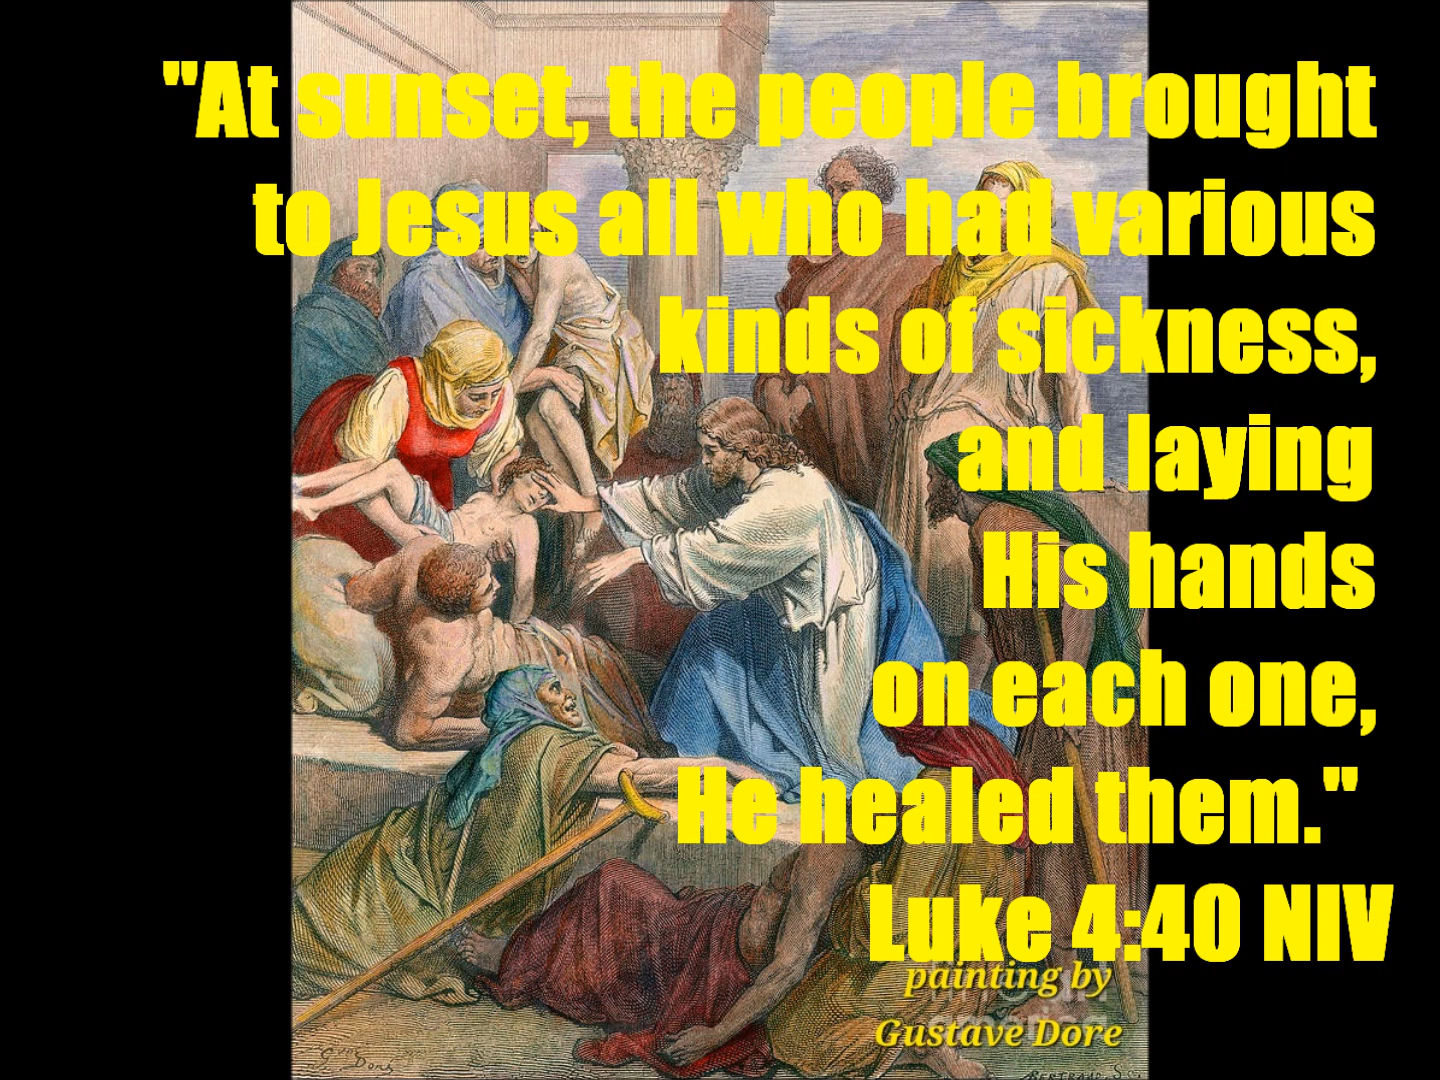 "At sunset, the people brought
to Jesus all who had various
kinds of sickness,
and laying
His hands
on each one,
He healed them."
Luke 4:40 NIV
painting by
Gustave Dore